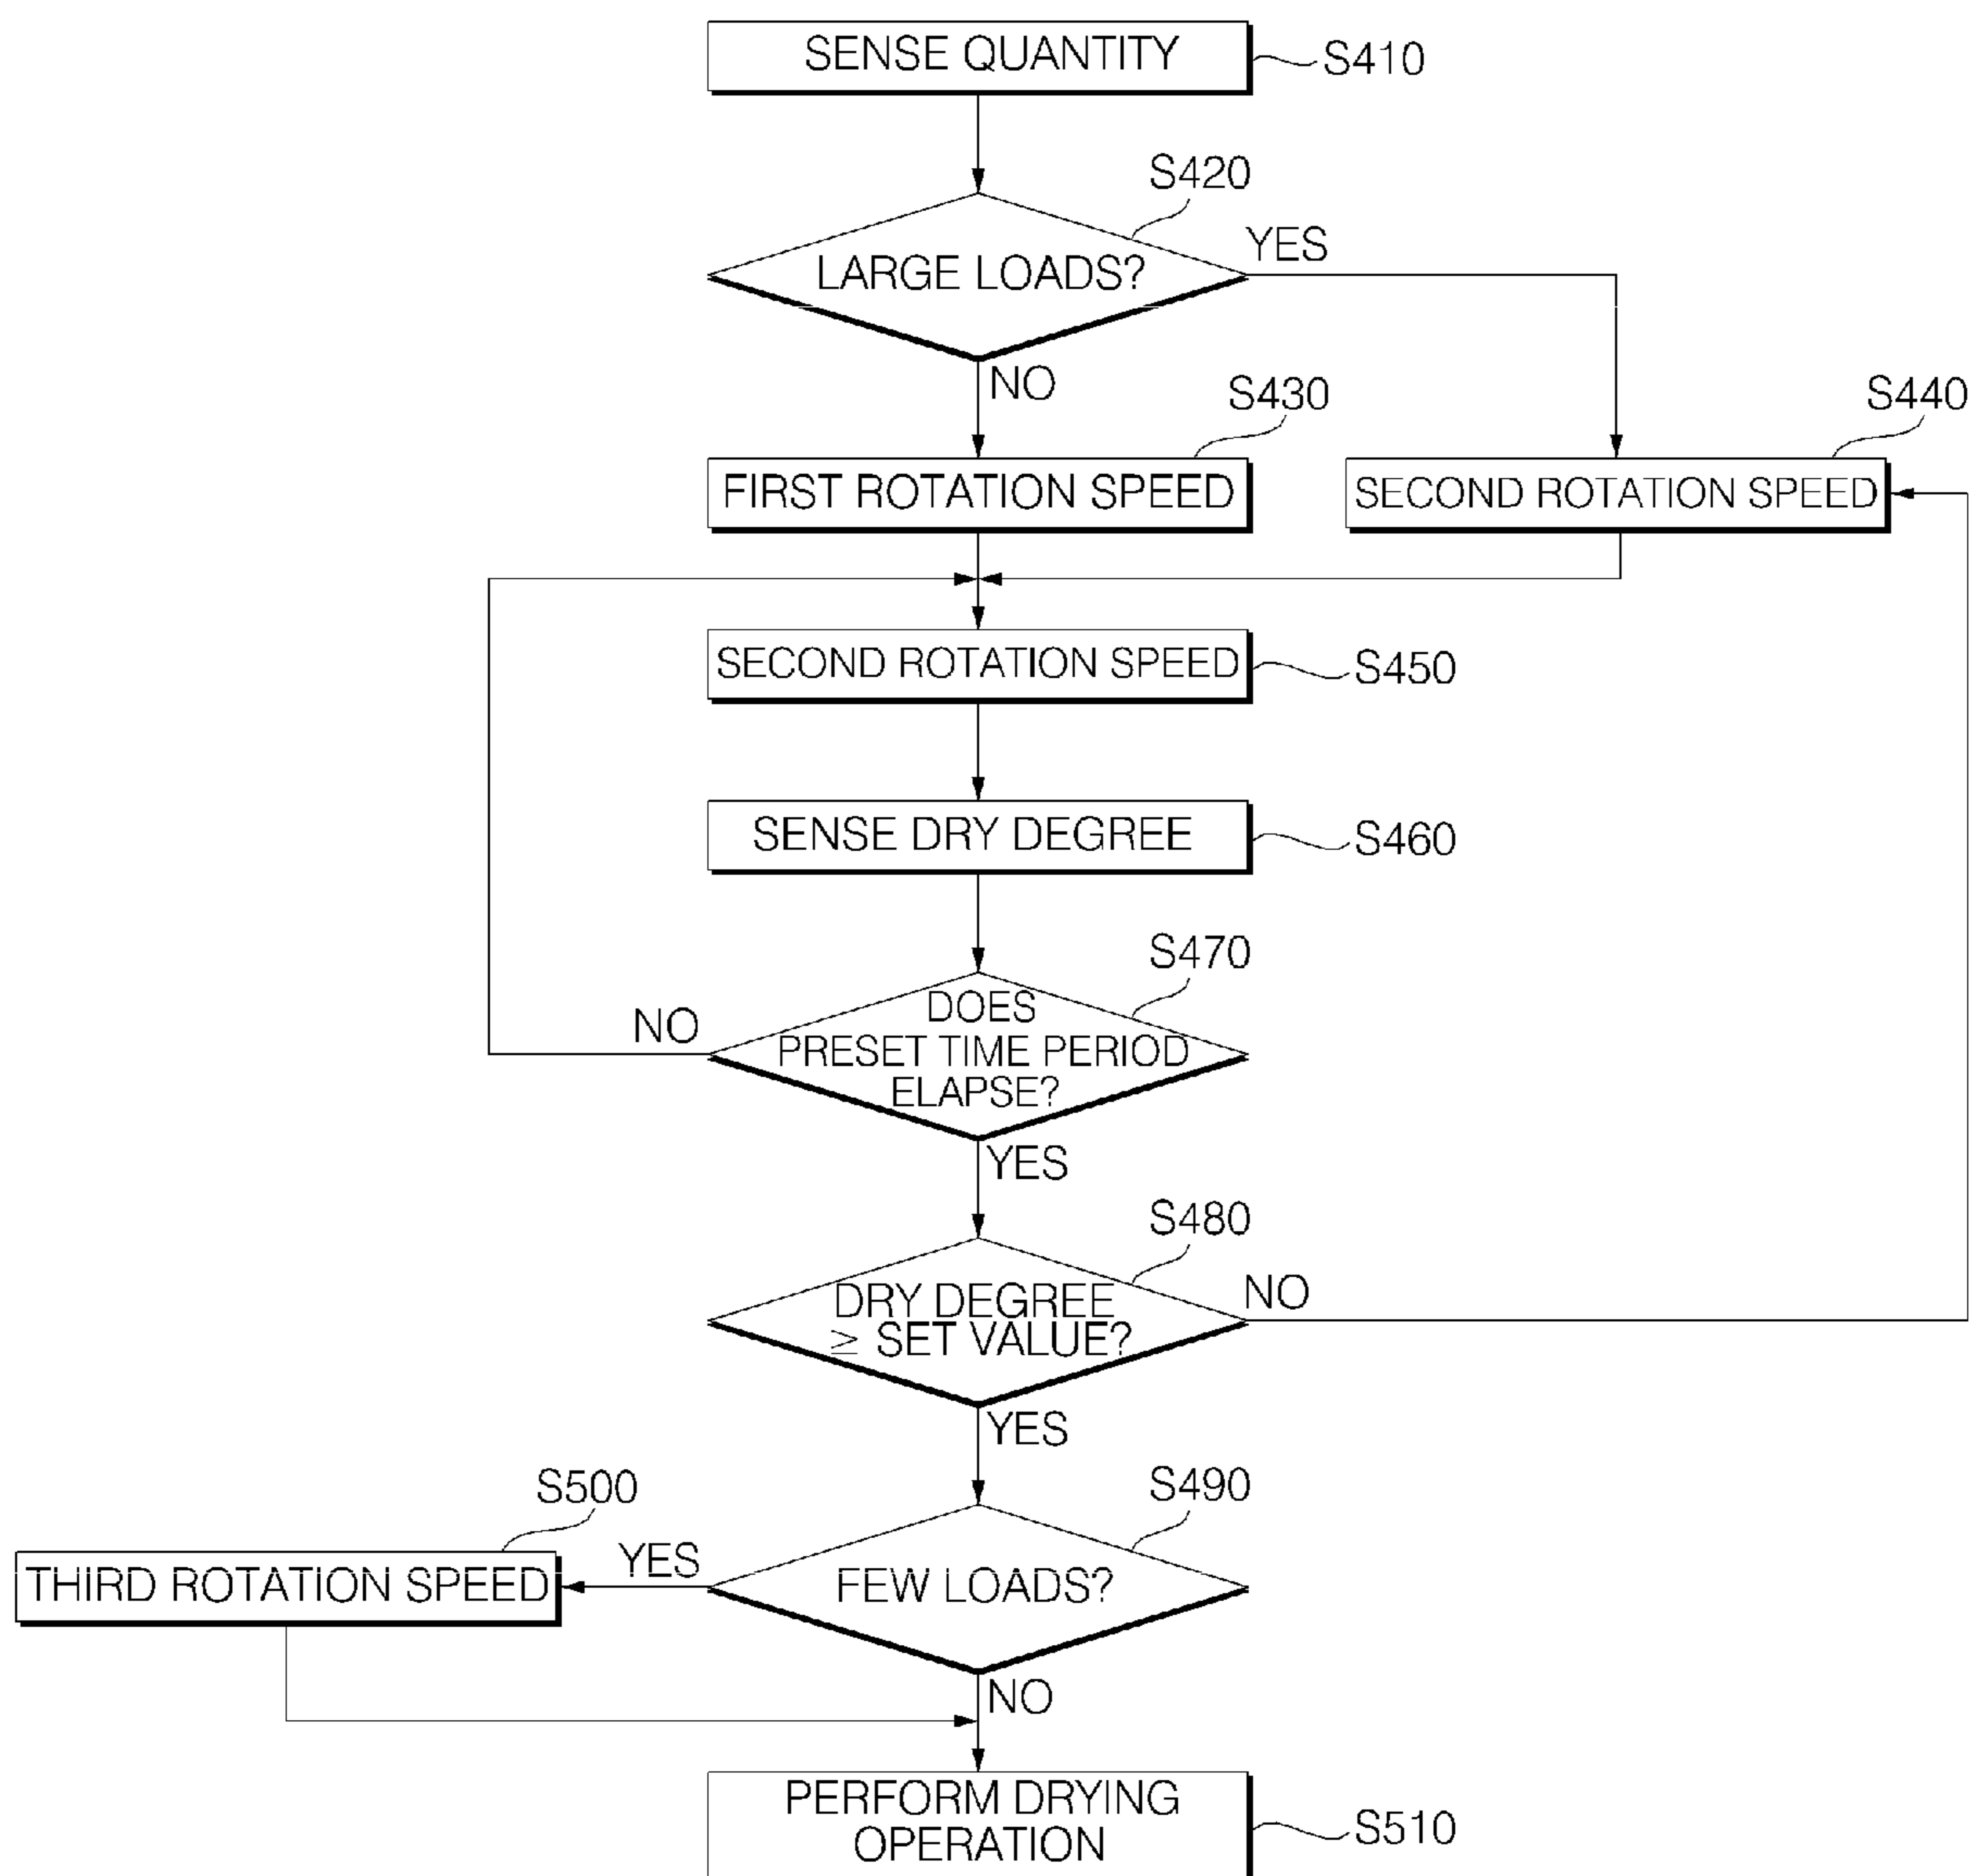 SENSE QUANTITY
S410
S420
LARGE LOADS?
YES
NO
S430
S440
FIRST ROTATION SPEED
SECOND ROTATION SPEED
SECOND ROTATION SPEED
S450
SENSE DRY DEGREE
S460
S470
DOES
PRESET TIME PERIOD
ELAPSE?
NO
YES
S480
DRY DEGREE
≥ SET VALUE?
NO
YES
S500
S490
THIRD ROTATION SPEED
YES
FEW LOADS?
NO
PERFORM DRYING
OPERATION
S510